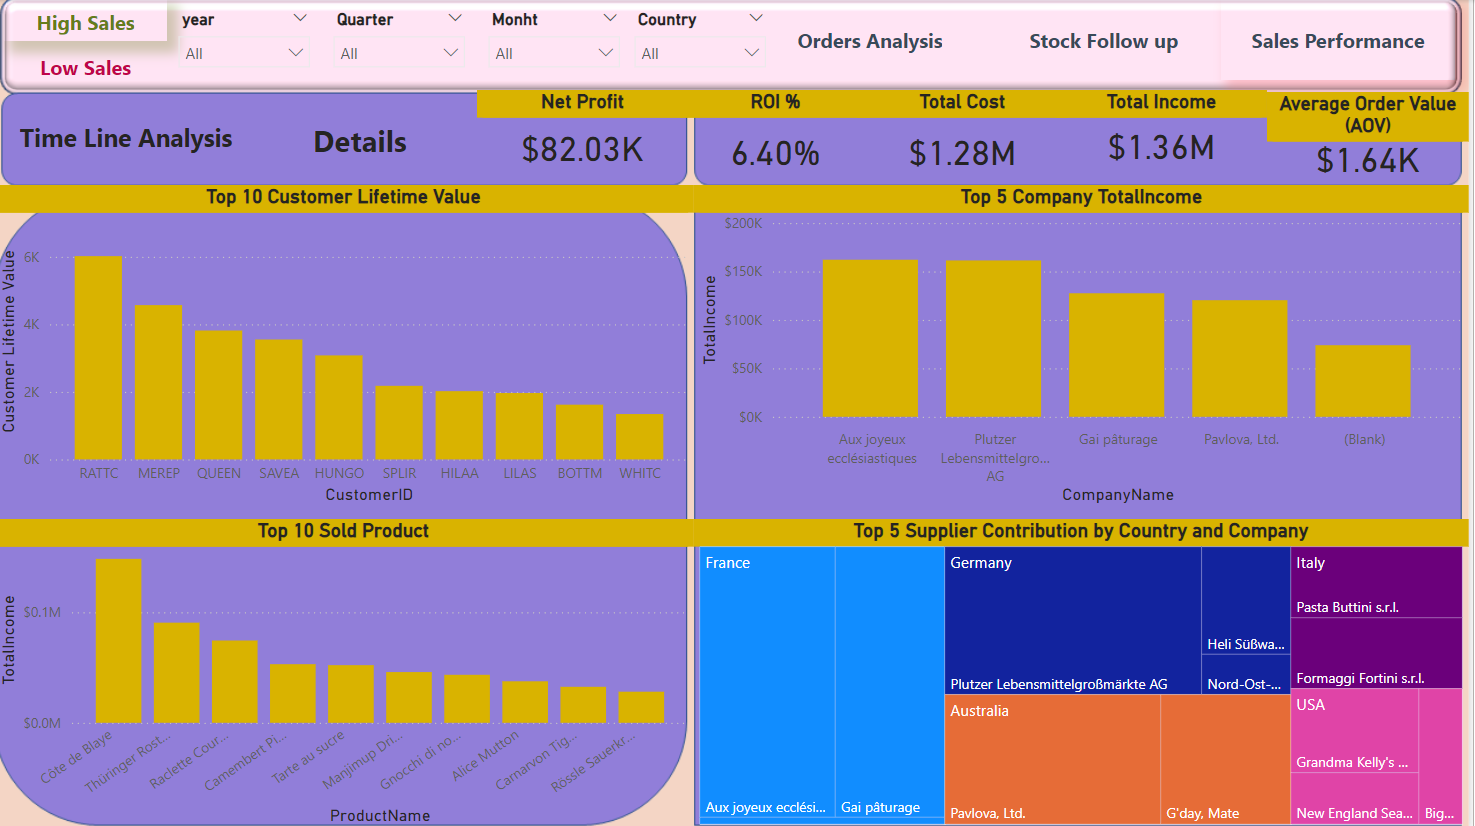 High Sales
Low Sales
year
All
Quarter
All
Monht
All
Country
All
Orders Analysis
Stock Follow up
Sales Performance
Time Line Analysis
Details
Net Profit
$82.03K
ROI %
6.40%
Total Cost
$1.28M
Total Income
$1.36M
Average Order Value
(AOV)
$1.64K
Top 10 Customer Lifetime Value
Customer Lifetime Value
6K
4K
2K
0K
RATTC MEREP QUEEN SAVEA HUNGO SPLIR HILAA LILAS BOTTM WHITC
CustomerID
Top 5 Company TotalIncome
TotalIncome
$200K
$150K
$100K
$50K
$0K
Aux joyeux
ecclésiastiques
Plutzer
Lebensmittelgro...
AG
Gai pâturage
Pavlova, Ltd.
(Blank)
CompanyName
Top 10 Sold Product
TotalIncome
$0.1M
$0.0M
Côte de Blaye
Thüringer Rost...
Raclette Cour...
Camembert Pi...
Tarte au sucre
Manjimup Dri...
Gnocchi di no...
Alice Mutton
Carnarvon Tig...
Rössle Sauerkr...
ProductName
Top 5 Supplier Contribution by Country and Company
France
Aux joyeux ecclési...
Gai pâturage
Germany
Plutzer Lebensmittelgroßmärkte AG
Heli Süßwa...
Nord-Ost-...
Australia
Pavlova, Ltd.
G'day, Mate
Italy
Pasta Buttini s.r.l.
Formaggi Fortini s.r.l.
USA
Grandma Kelly's ...
New England Sea...
Big...